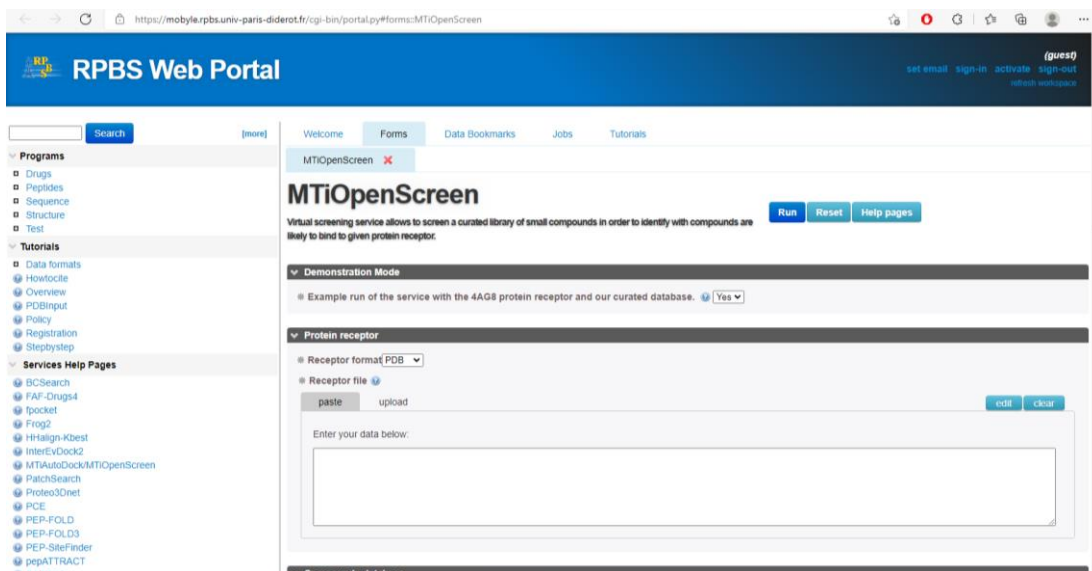 https://mobyle.rpbs.univ-paris-diderot.fr/cgi-bin/portal.py#forms::MTiOpenScreen
RPBS
RPBS Web Portal
(guest)
set email sign-in activate sign-out
refresh workspace
Search [more]
Programs
Drugs
Peptides
Sequence
Structure
Test
Tutorials
Data formats
Howtocite
Overview
PDBInput
Policy
Registration
Stepbystep
Services Help Pages
BCSearch
FAF-Drugs4
fpocket
Frog2
HHalign-Kbest
InterEvDock2
MTiAutoDock/MTiOpenScreen
PatchSearch
Proteo3Dnet
PCE
PEP-FOLD
PEP-FOLD3
PEP-SiteFinder
pepATTRACT
Welcome Forms Data Bookmarks Jobs Tutorials
MTiOpenScreen
MTiOpenScreen
Run Reset Help pages
Virtual screening service allows to screen a curated library of small compounds in order to identify with compounds are
likely to bind to given protein receptor.
Demonstration Mode
Example run of the service with the 4AG8 protein receptor and our curated database. Yes
Protein receptor
Receptor format PDB
Receptor file
paste upload edit clear
Enter your data below: